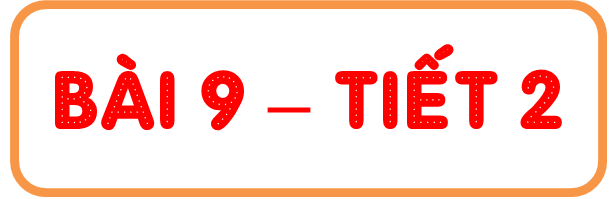 BÀI 9 – TIẾT 2